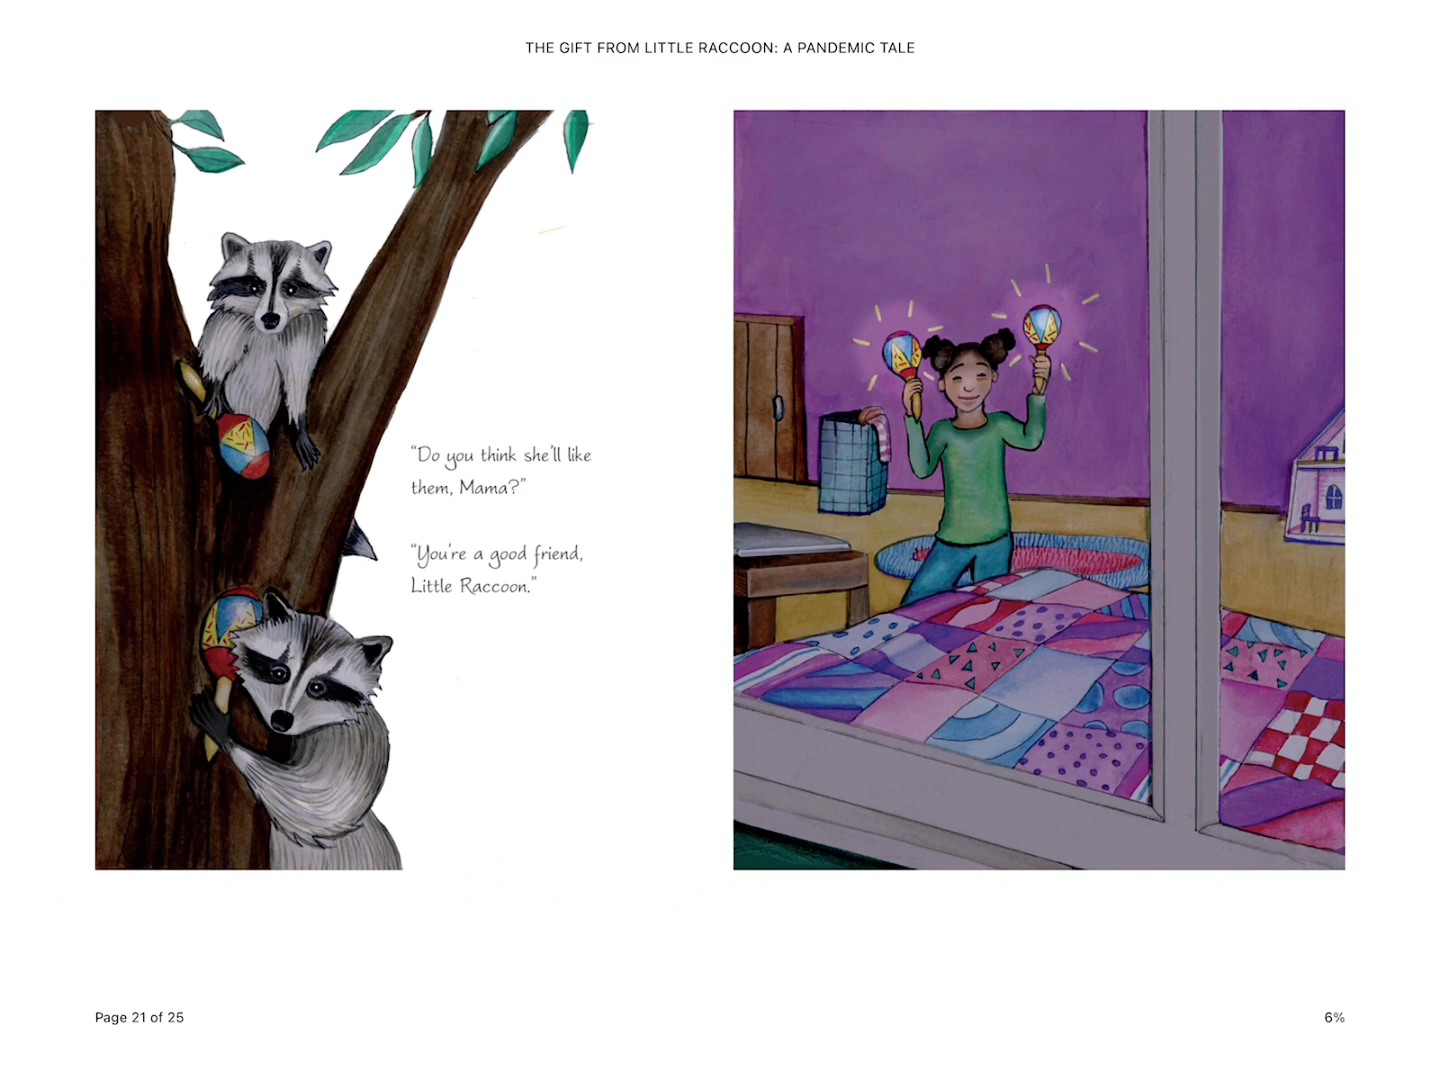 THE GIFT FROM LITTLE RACCOON: A PANDEMIC TALE
“Do you think she’ll like
them, Mama?”
“You’re a good friend,
Little Raccoon.”
Page 21 of 25
6%